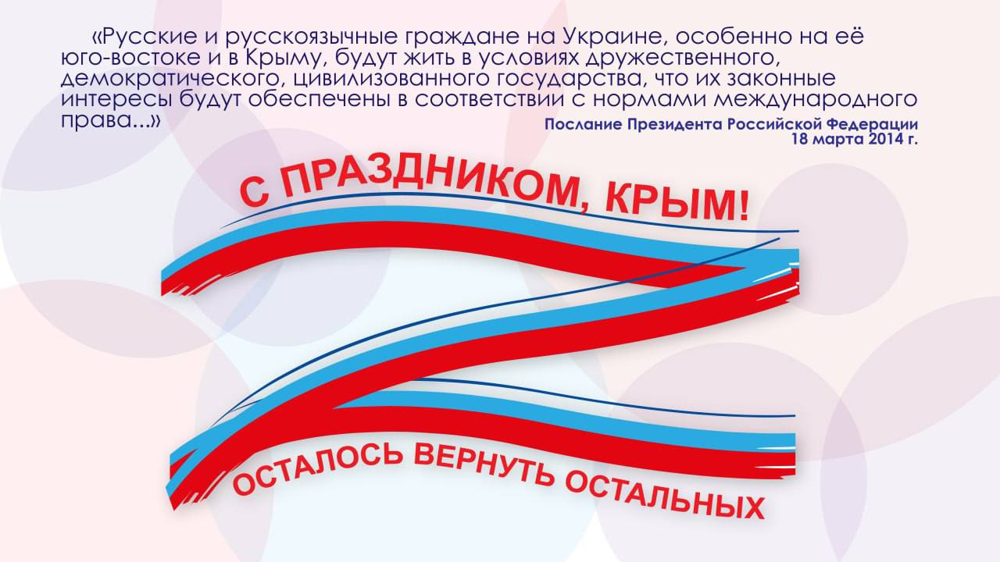 «Русские и русскоязычные граждане на Украине, особенно на её
юго-востоке и в Крыму, будут жить в условиях дружественного,
демократического, цивилизованного государства, что их законные
интересы будут обеспечены в соответствии с нормами международного
права...»
Послание Президента Российской Федерации
18 марта 2014 г.
С ПРАЗДНИКОМ, КРЫМ!
ОСТАЛОСЬ ВЕРНУТЬ ОСТАЛЬНЫХ